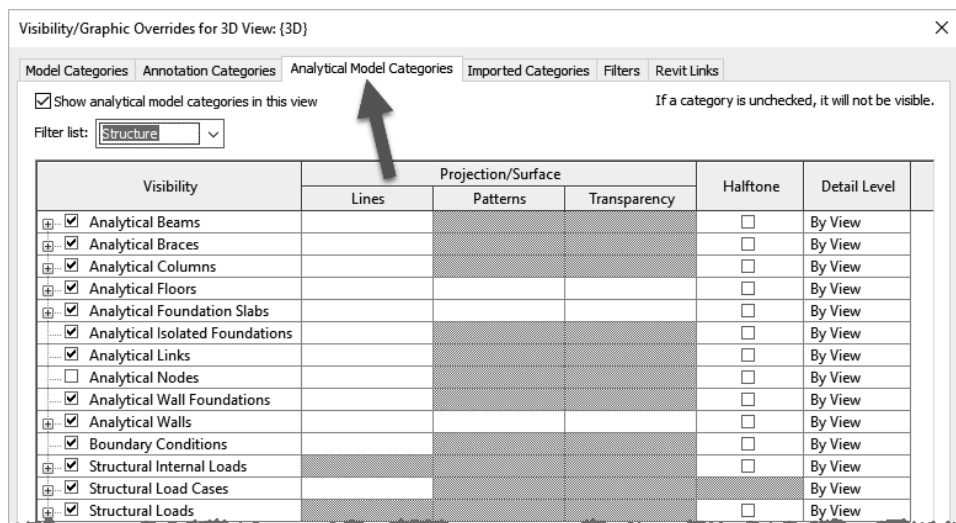 Visibility/Graphic Overrides for 3D View: {3D}
Model Categories Annotation Categories Analytical Model Categories Imported Categories Filters Revit Links
Show analytical model categories in this view If a category is unchecked, it will not be visible.
Filter list: Structure
Visibility Projection/Surface Halftone Detail Level
Lines Patterns Transparency
Analytical Beams By View
Analytical Braces By View
Analytical Columns By View
Analytical Floors By View
Analytical Foundation Slabs By View
Analytical Isolated Foundations By View
Analytical Links By View
Analytical Nodes By View
Analytical Wall Foundations By View
Analytical Walls By View
Boundary Conditions By View
Structural Internal Loads By View
Structural Load Cases By View
Structural Loads By View